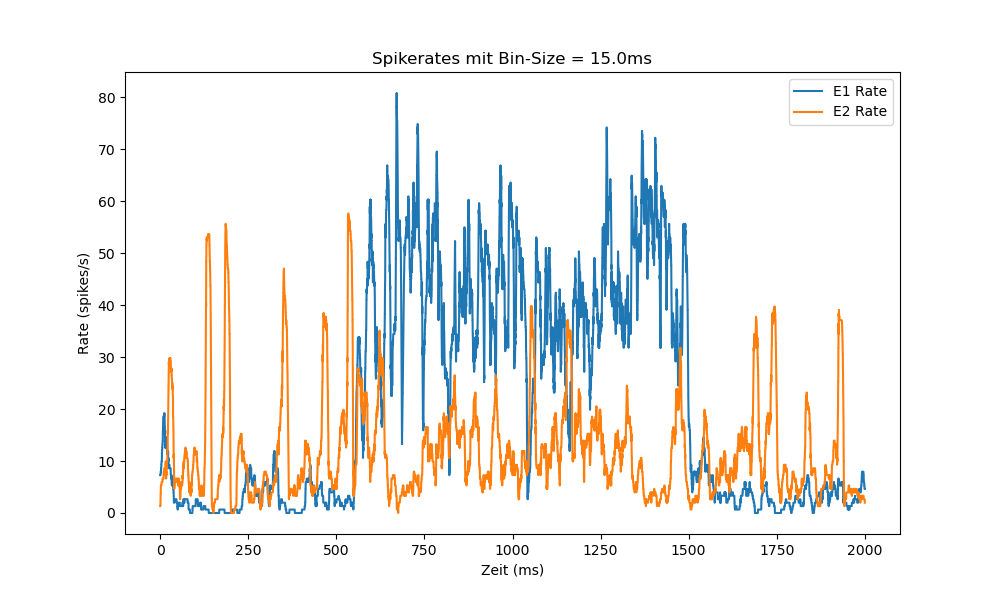 Spikerates mit Bin-Size = 15.0ms
E1 Rate
E2 Rate
Rate (spikes/s)
80
70
60
50
40
30
20
10
0
0 250 500 750 1000 1250 1500 1750 2000
Zeit (ms)